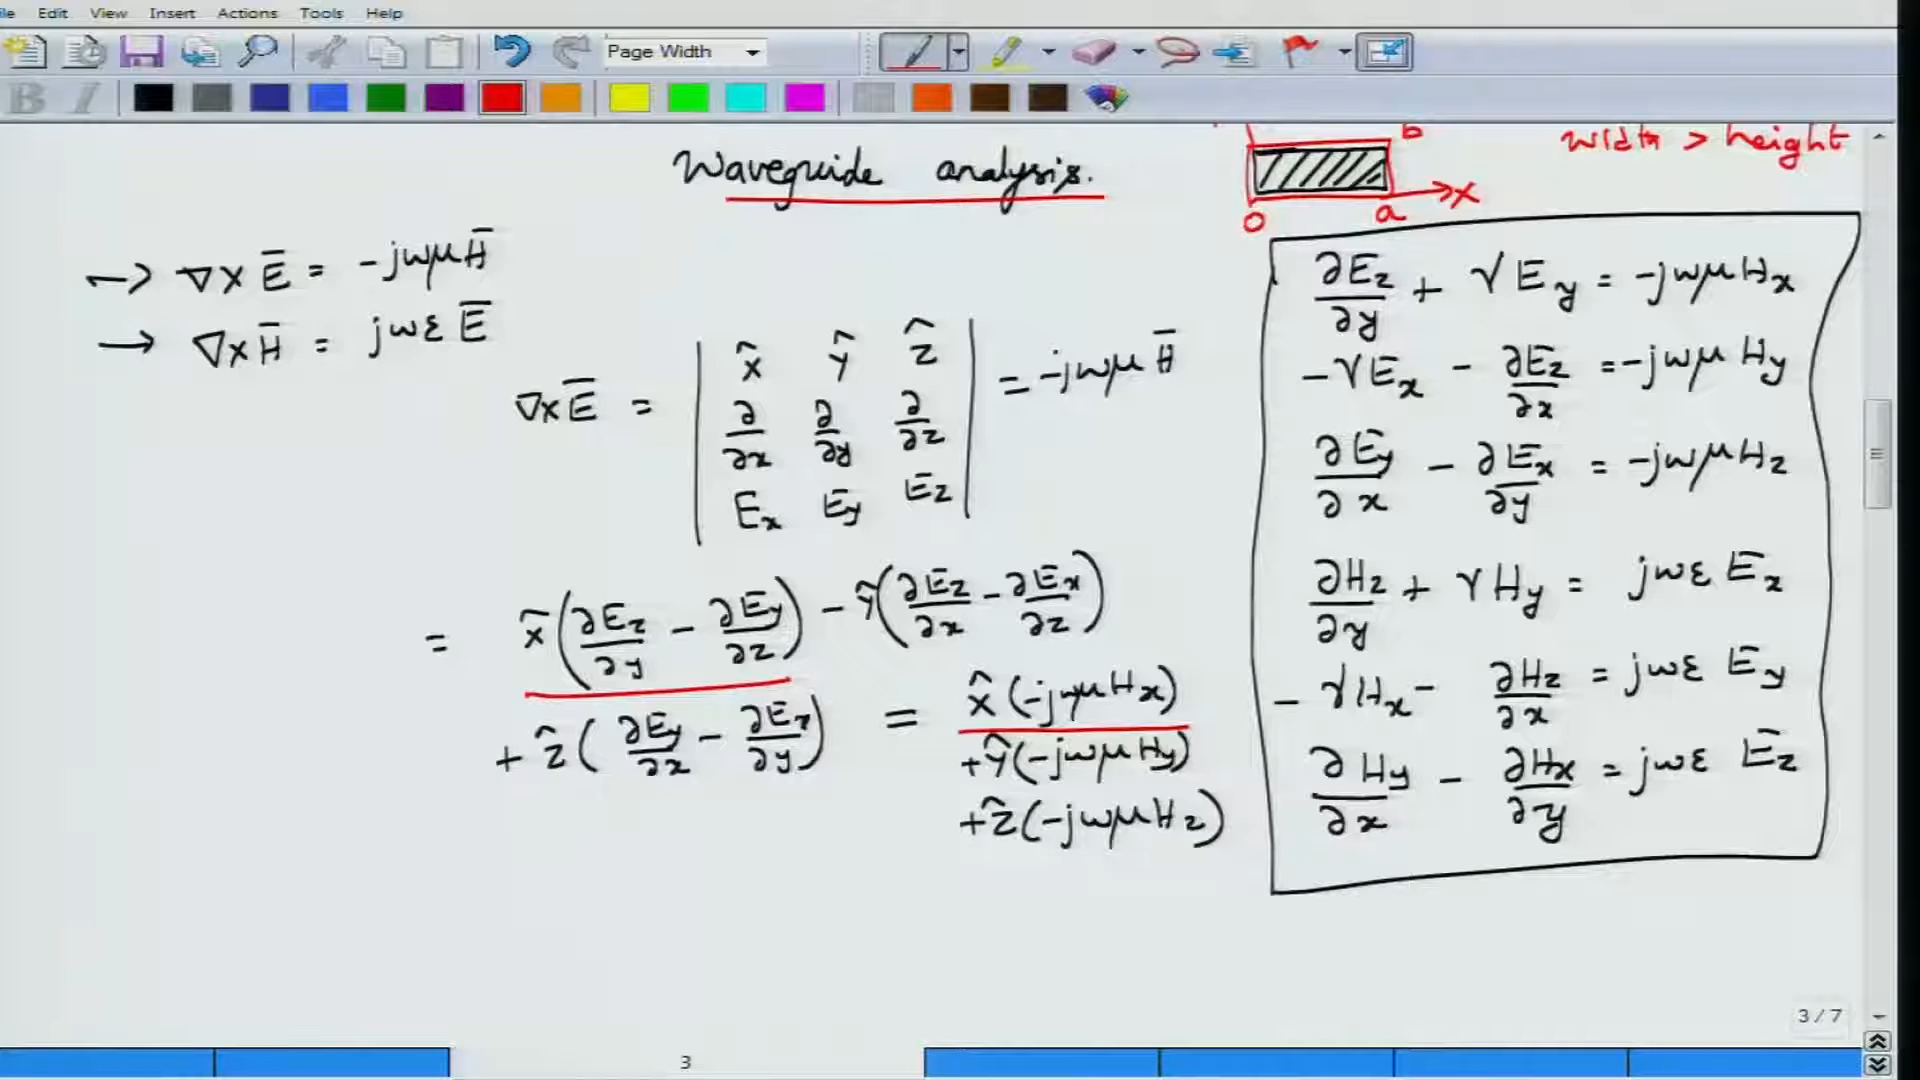 le Edit View Insert Actions Tools Help
Page Width
B I
Waveguide analysis.
b
width > height
0 a x
→ ∇×E̅ = -jωμH̅
→ ∇×H̅ = jωε E̅
∇×E̅ = | x̂ ŷ ẑ | = -jωμ H̅
∂/∂x ∂/∂y ∂/∂z
Ex Ey Ez
= x̂(∂Ez/∂y - ∂Ey/∂z) - ŷ(∂Ez/∂x - ∂Ex/∂z)
+ ẑ(∂Ey/∂x - ∂Ex/∂y) = x̂(-jωμHx)
+ŷ(-jωμHy)
+ẑ(-jωμHz)
∂Ez/∂y + γEy = -jωμHx
-γEx - ∂Ez/∂x = -jωμ Hy
∂Ey/∂x - ∂Ex/∂y = -jωμHz
∂Hz/∂y + γHy = jωε Ex
- γHx - ∂Hz/∂x = jωε Ey
∂Hy/∂x - ∂Hx/∂y = jωε Ez
3 / 7
3